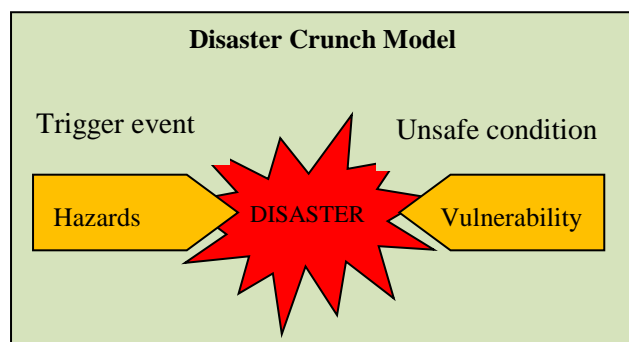 Disaster Crunch Model
Trigger event
Unsafe condition
Hazards
DISASTER
Vulnerability